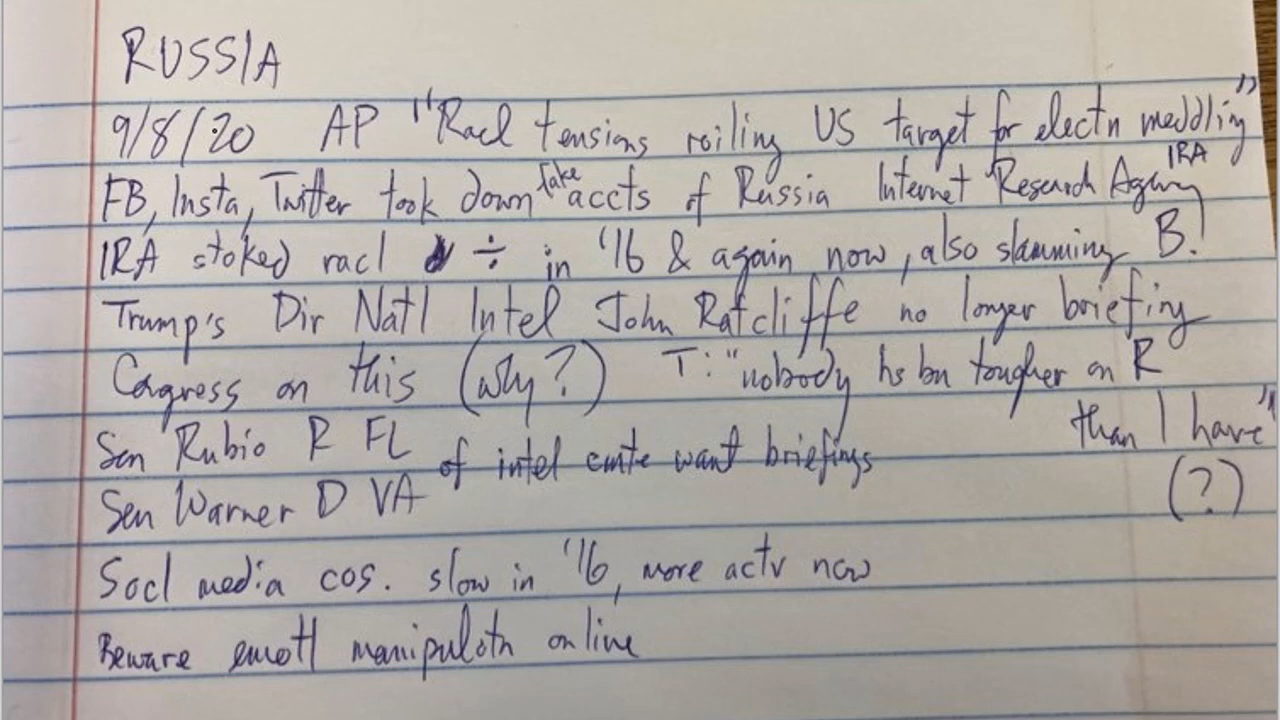 RUSSIA
9/8/20 AP "Racl tensions roiling US target for electn meddling"
FB, Insta, Twitter took down fake accts of Russia Internet Research Agency IRA
IRA stoked racl ÷ in '16 & again now, also slamming B!
Trump's Dir Natl Intel John Ratcliffe no longer briefing
Congress on this (why?) T: "nobody hs bn tougher on R
than I have"
(?)
Sen Rubio R FL
of intel cmte want briefings
Sen Warner D VA
Socl media cos. slow in '16, more actv now
Beware emotl manipulatn online